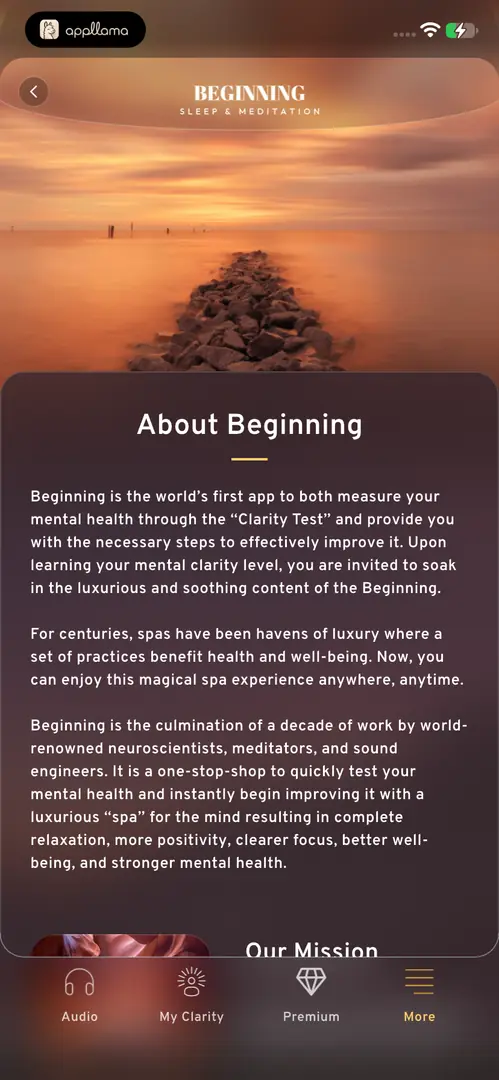 appllama
BEGINNING
SLEEP & MEDITATION
About Beginning
Beginning is the world’s first app to both measure your
mental health through the “Clarity Test” and provide you
with the necessary steps to effectively improve it. Upon
learning your mental clarity level, you are invited to soak
in the luxurious and soothing content of the Beginning.
For centuries, spas have been havens of luxury where a
set of practices benefit health and well-being. Now, you
can enjoy this magical spa experience anywhere, anytime.
Beginning is the culmination of a decade of work by world-
renowned neuroscientists, meditators, and sound
engineers. It is a one-stop-shop to quickly test your
mental health and instantly begin improving it with a
luxurious “spa” for the mind resulting in complete
relaxation, more positivity, clearer focus, better well-
being, and stronger mental health.
Our Mission
Audio
My Clarity
Premium
More